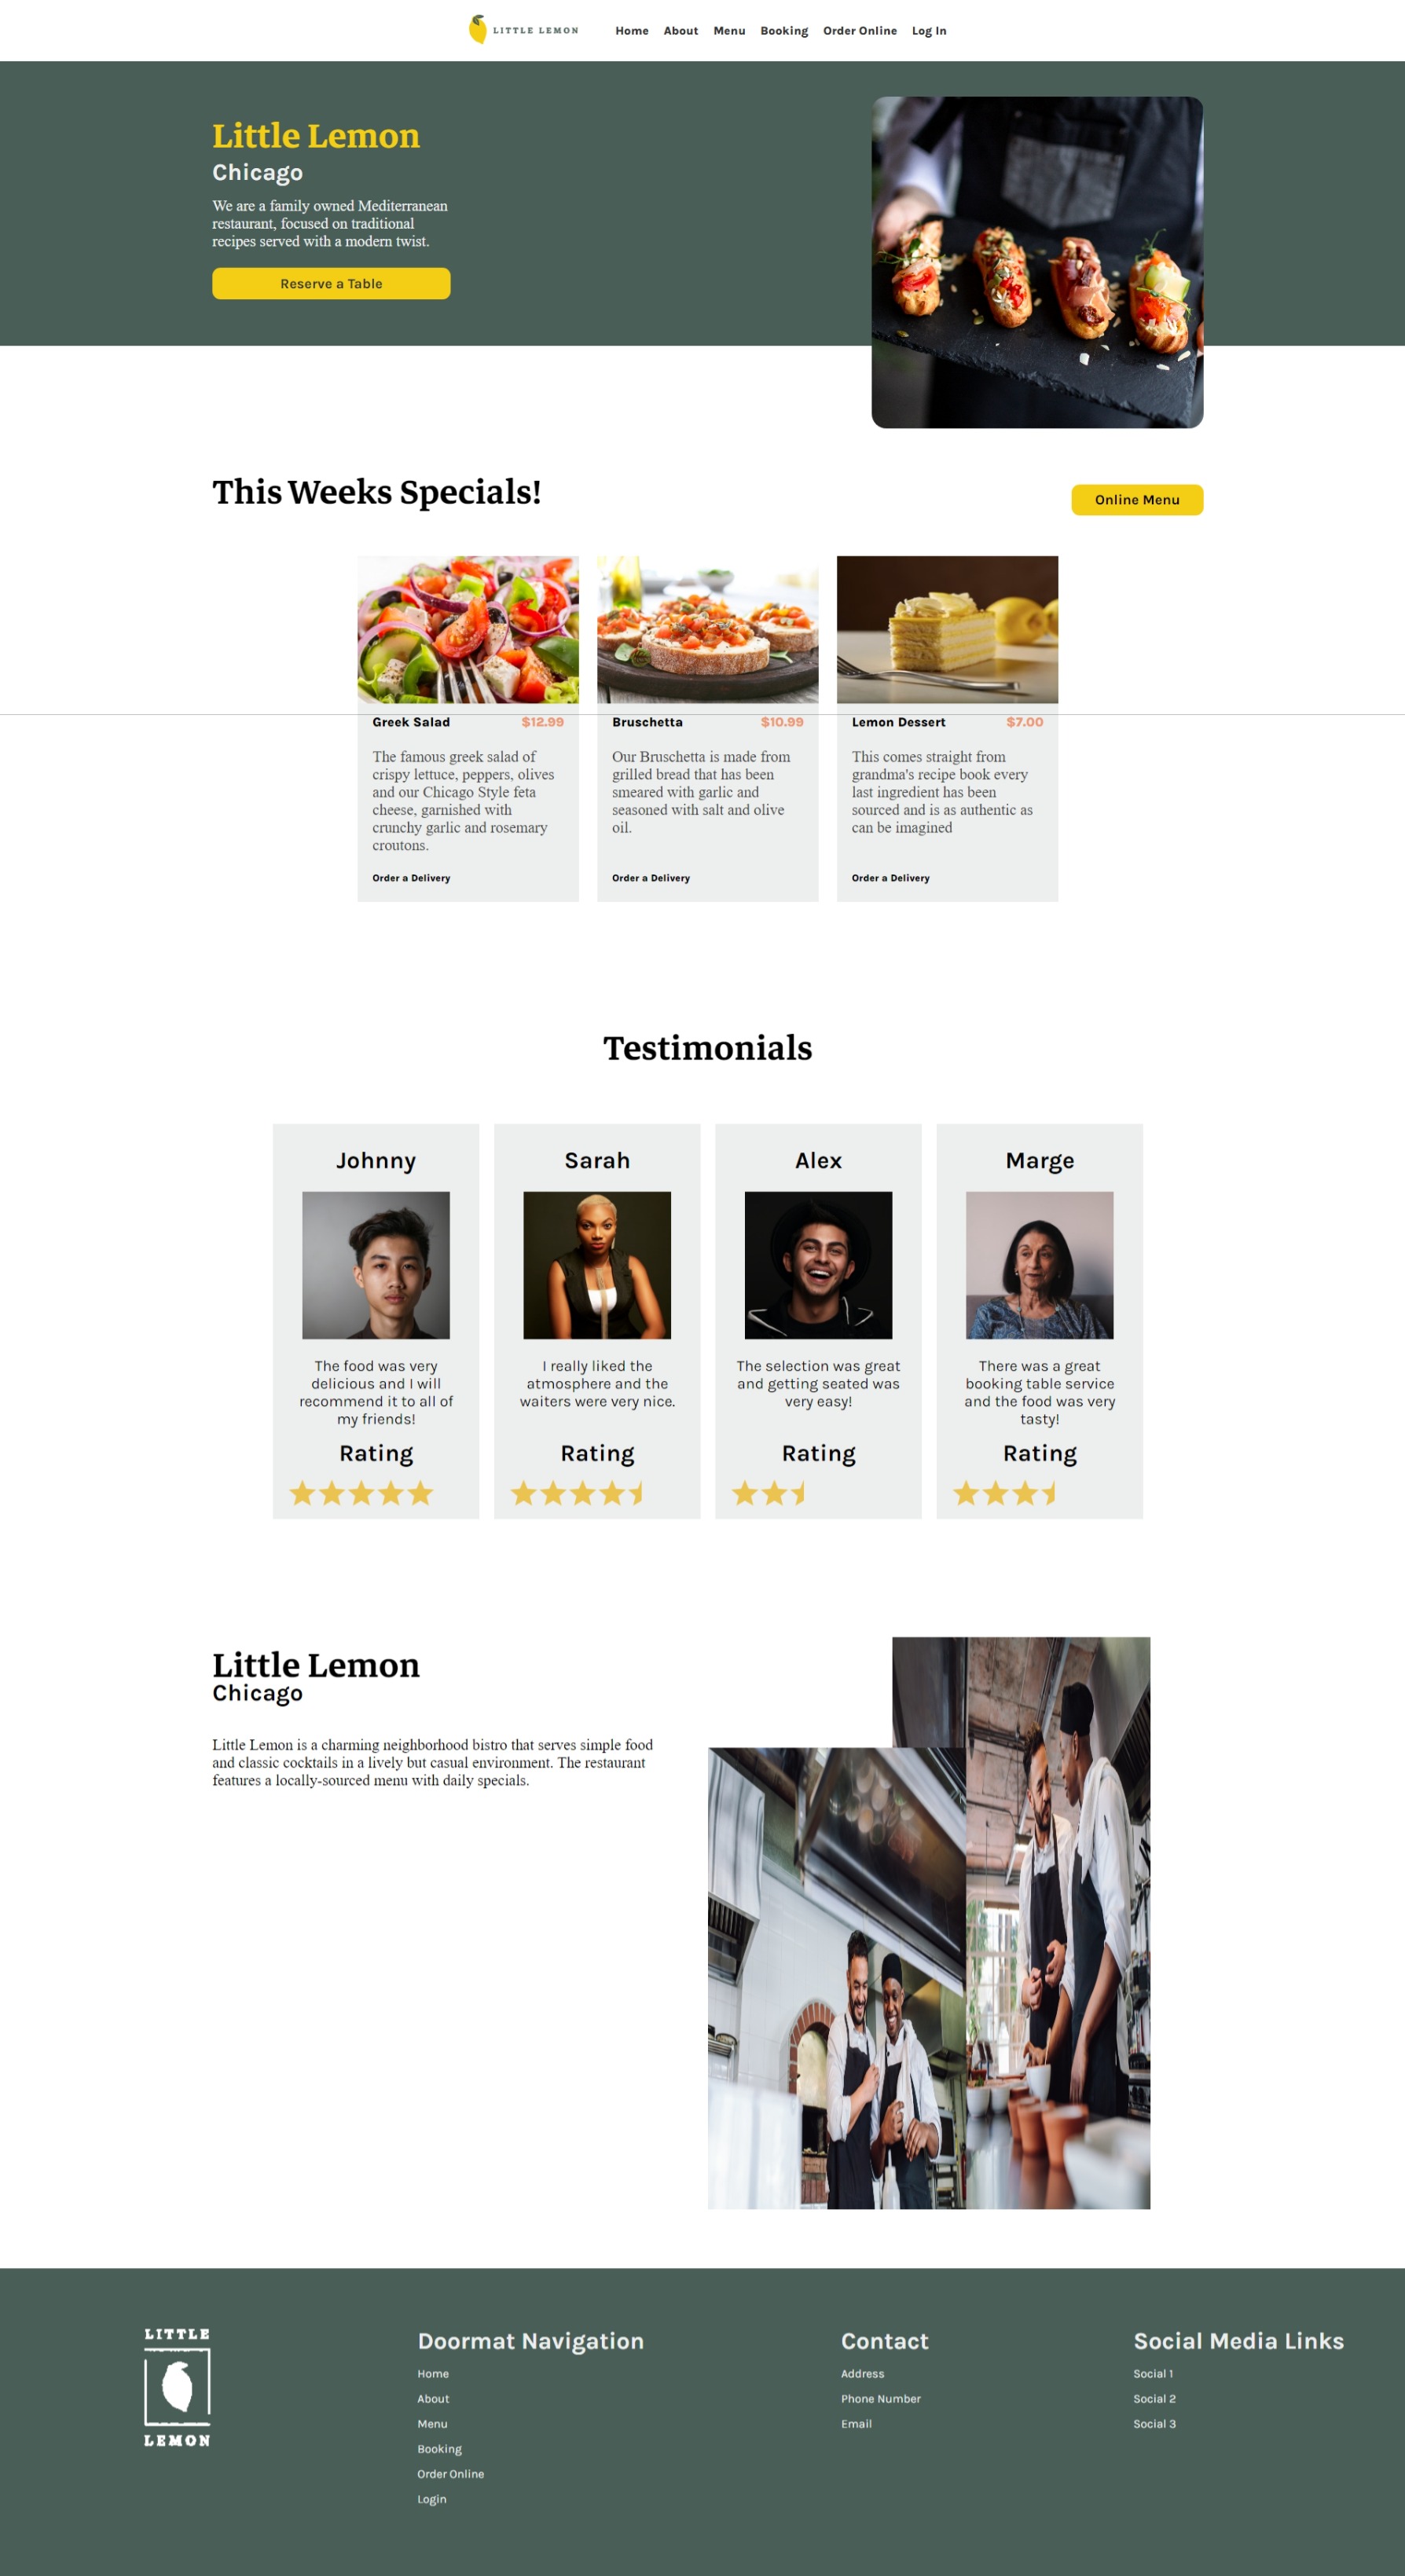 LITTLE LEMON
Home About Menu Booking Order Online Log In
Little Lemon
Chicago
We are a family owned Mediterranean
restaurant, focused on traditional
recipes served with a modern twist.
Reserve a Table
This Weeks Specials!
Online Menu
Greek Salad $12.99
The famous greek salad of
crispy lettuce, peppers, olives
and our Chicago Style feta
cheese, garnished with
crunchy garlic and rosemary
croutons.
Order a Delivery
Bruschetta $10.99
Our Bruschetta is made from
grilled bread that has been
smeared with garlic and
seasoned with salt and olive
oil.
Order a Delivery
Lemon Dessert $7.00
This comes straight from
grandma's recipe book every
last ingredient has been
sourced and is as authentic as
can be imagined
Order a Delivery
Testimonials
Johnny
The food was very
delicious and I will
recommend it to all of
my friends!
Rating
Sarah
I really liked the
atmosphere and the
waiters were very nice.
Rating
Alex
The selection was great
and getting seated was
very easy!
Rating
Marge
There was a great
booking table service
and the food was very
tasty!
Rating
Little Lemon
Chicago
Little Lemon is a charming neighborhood bistro that serves simple food
and classic cocktails in a lively but casual environment. The restaurant
features a locally-sourced menu with daily specials.
LITTLE
LEMON
Doormat Navigation
Home
About
Menu
Booking
Order Online
Login
Contact
Address
Phone Number
Email
Social Media Links
Social 1
Social 2
Social 3